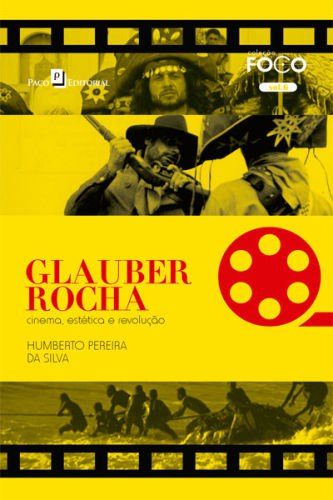 PACO P EDITORIAL
coleção
FOCO
vol.6
GLAUBER
ROCHA
cinema, estética e revolução
HUMBERTO PEREIRA
DA SILVA